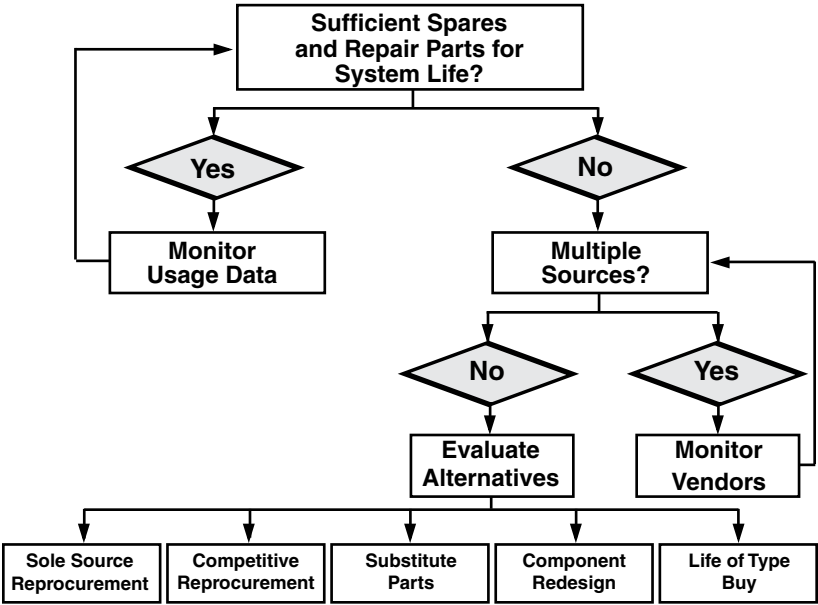 Sufficient Spares
and Repair Parts for
System Life?
Yes
No
Monitor
Usage Data
Multiple
Sources?
No
Yes
Evaluate
Alternatives
Monitor
Vendors
Sole Source
Reprocurement
Competitive
Reprocurement
Substitute
Parts
Component
Redesign
Life of Type
Buy